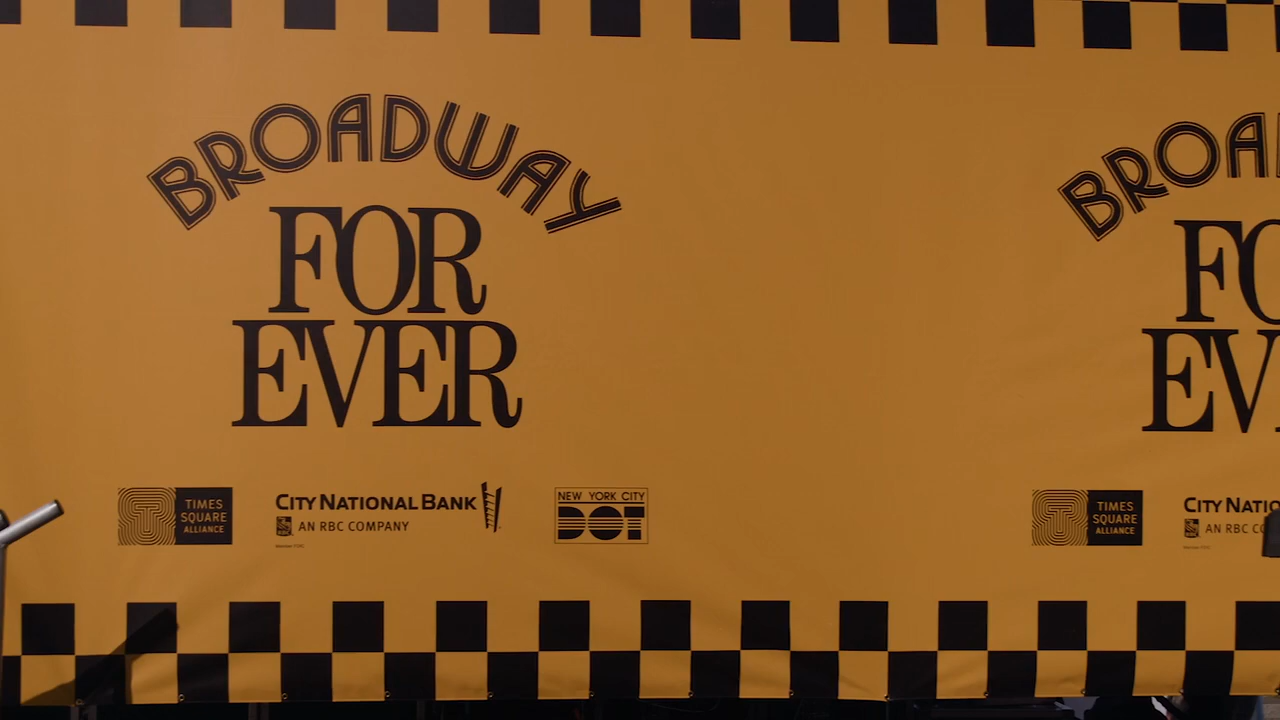 BROADWAY
FOR
EVER
TIMES
SQUARE
ALLIANCE
CITY NATIONAL BANK
AN RBC COMPANY
NEW YORK CITY
DOT
BROA
FO
EV
TIMES
SQUARE
ALLIANCE
CITY NATIO
AN RBC CO